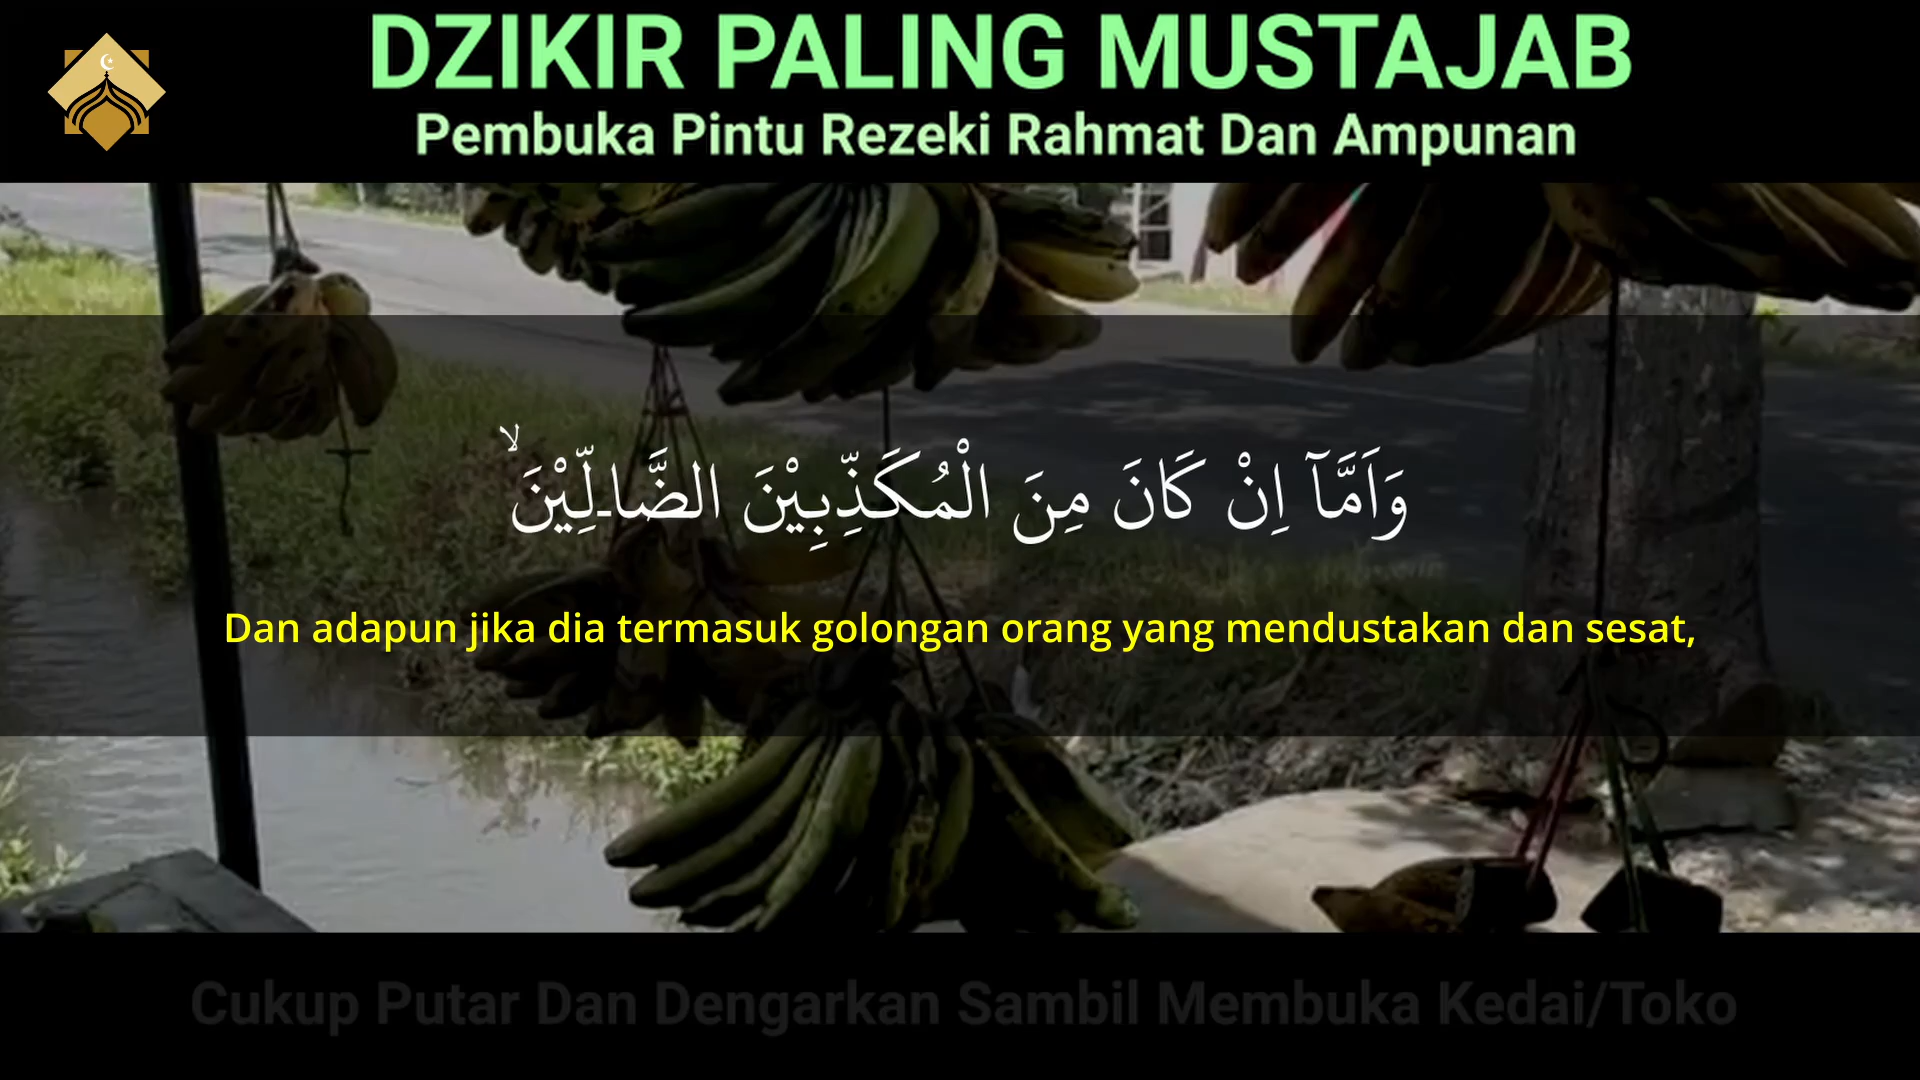 DZIKIR PALING MUSTAJAB
Pembuka Pintu Rezeki Rahmat Dan Ampunan
وَاَمَّآ اِنْ كَانَ مِنَ الْمُكَذِّبِيْنَ الضَّاۤلِّيْنَۙ
Dan adapun jika dia termasuk golongan orang yang mendustakan dan sesat,
Cukup Putar Dan Dengarkan Sambil Membuka Kedai/Toko